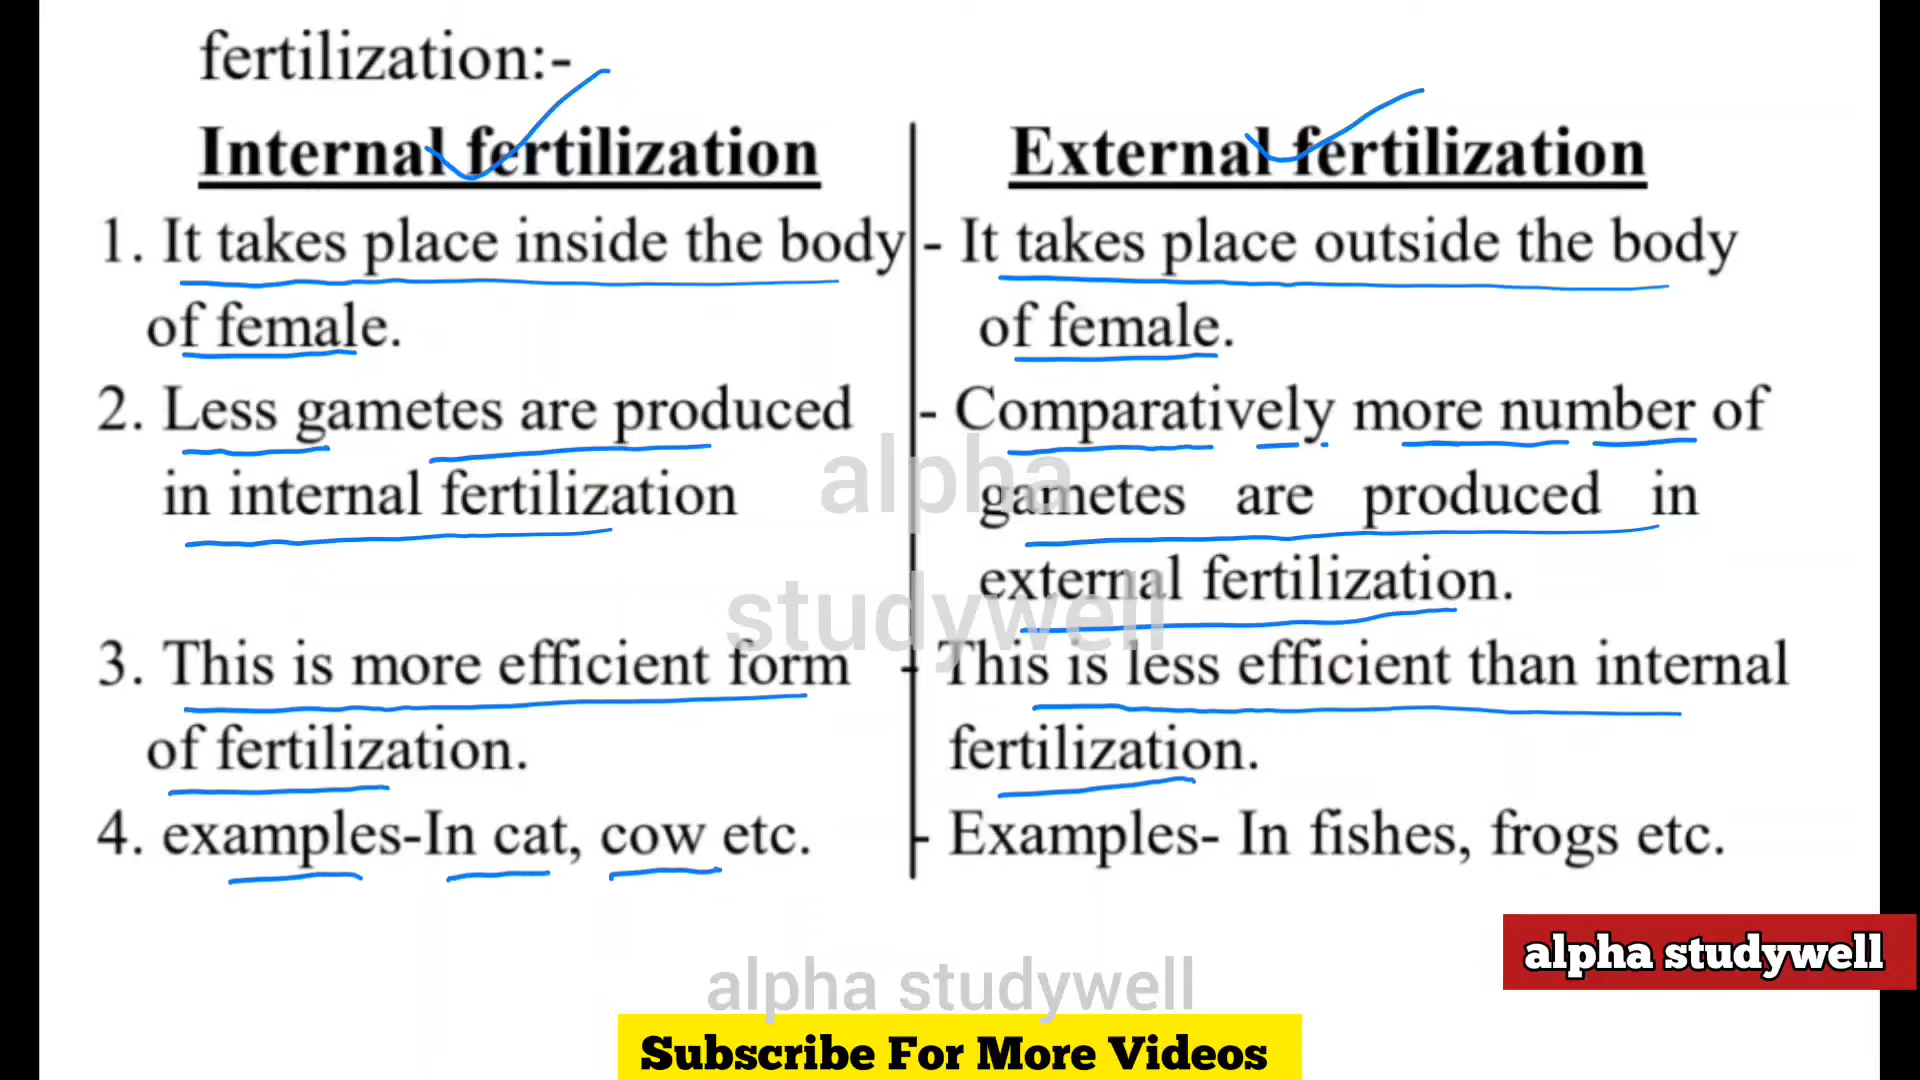 fertilization:-
Internal fertilization
1. It takes place inside the body
of female.
2. Less gametes are produced
in internal fertilization
3. This is more efficient form
of fertilization.
4. examples-In cat, cow etc.
External fertilization
- It takes place outside the body
of female.
- Comparatively more number of
gametes are produced in
external fertilization.
- This is less efficient than internal
fertilization.
- Examples- In fishes, frogs etc.
alpha
studywell
alpha studywell
alpha studywell
Subscribe For More Videos